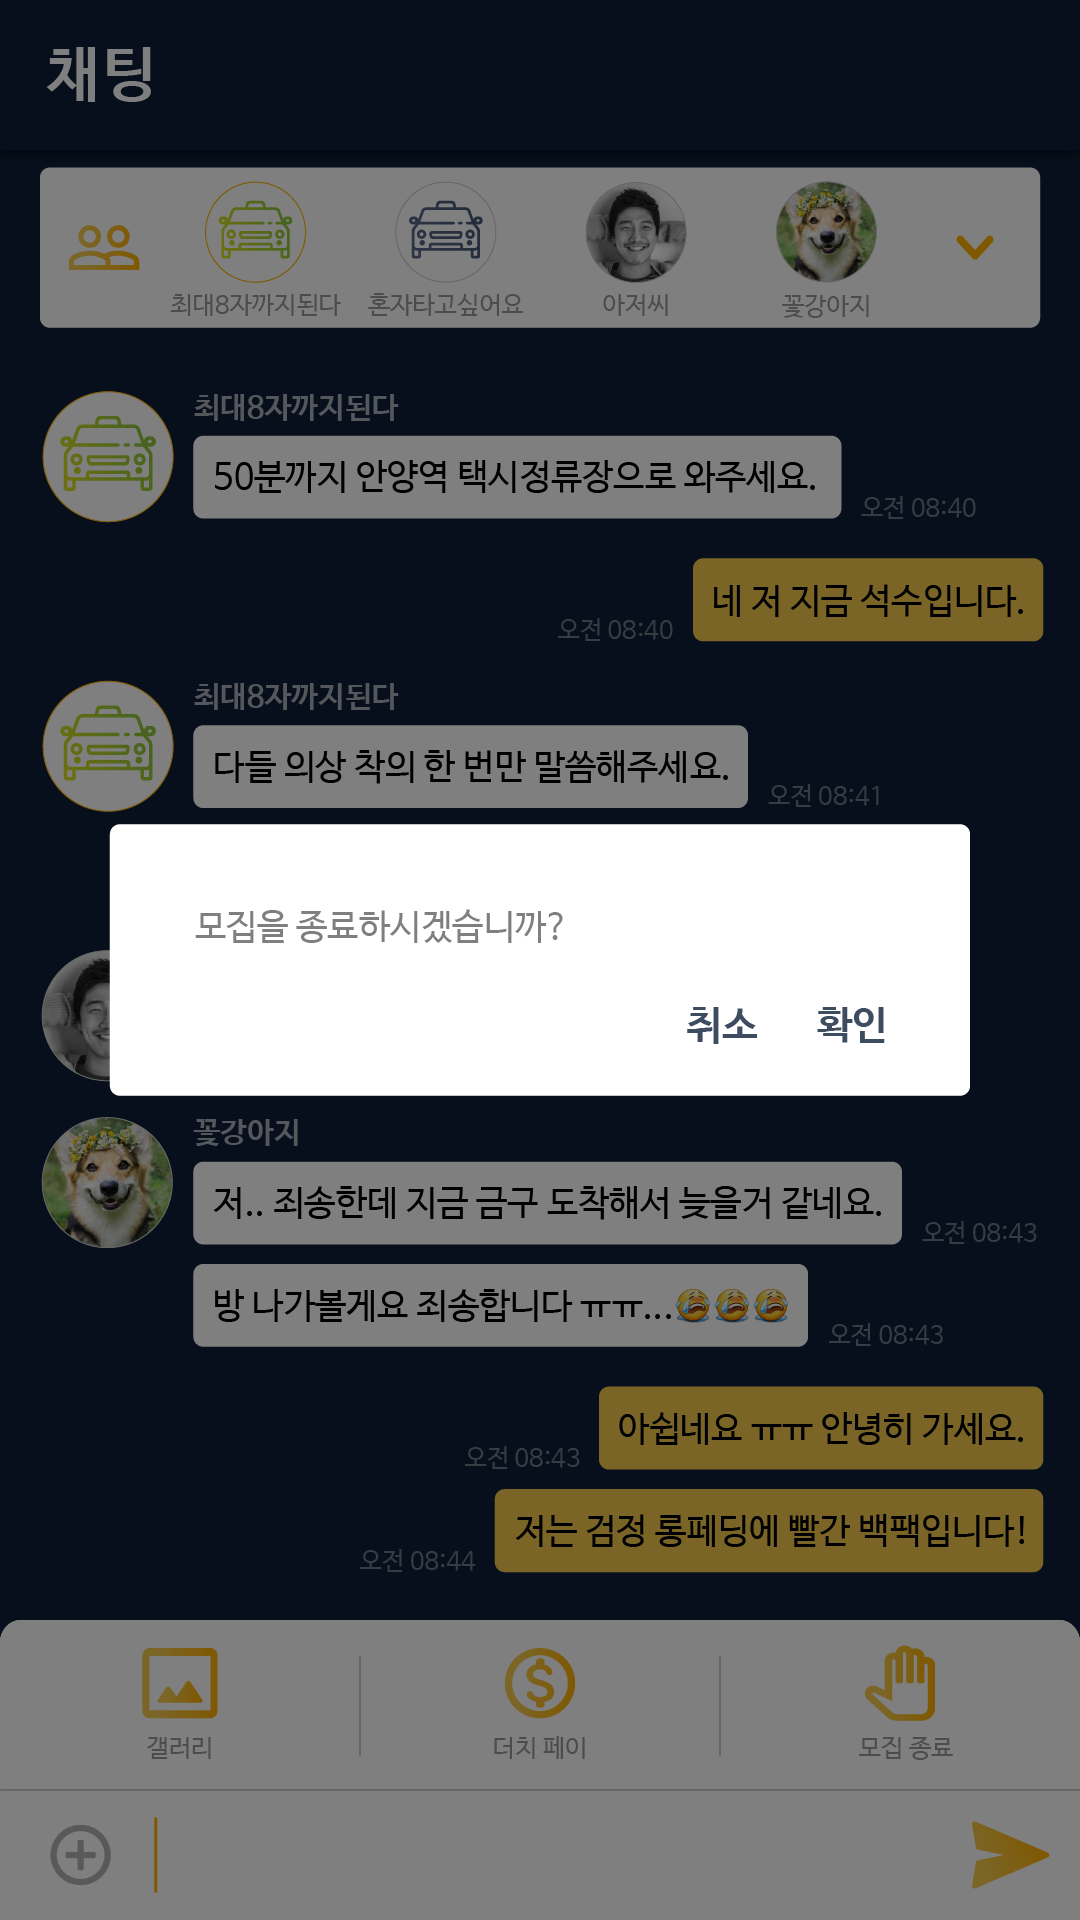 채팅
최대8자까지된다
혼자타고싶어요
아저씨
꽃강아지
최대8자까지된다
50분까지 안양역 택시정류장으로 와주세요.
오전 08:40
네 저 지금 석수입니다.
오전 08:40
최대8자까지된다
다들 의상 착의 한 번만 말씀해주세요.
오전 08:41
모집을 종료하시겠습니까?
취소 확인
꽃강아지
저.. 죄송한데 지금 금구 도착해서 늦을거 같네요.
오전 08:43
방 나가볼게요 죄송합니다 ㅠㅠ...😭😭😭
오전 08:43
아쉽네요 ㅠㅠ 안녕히 가세요.
오전 08:43
저는 검정 롱페딩에 빨간 백팩입니다!
오전 08:44
갤러리
더치 페이
모집 종료